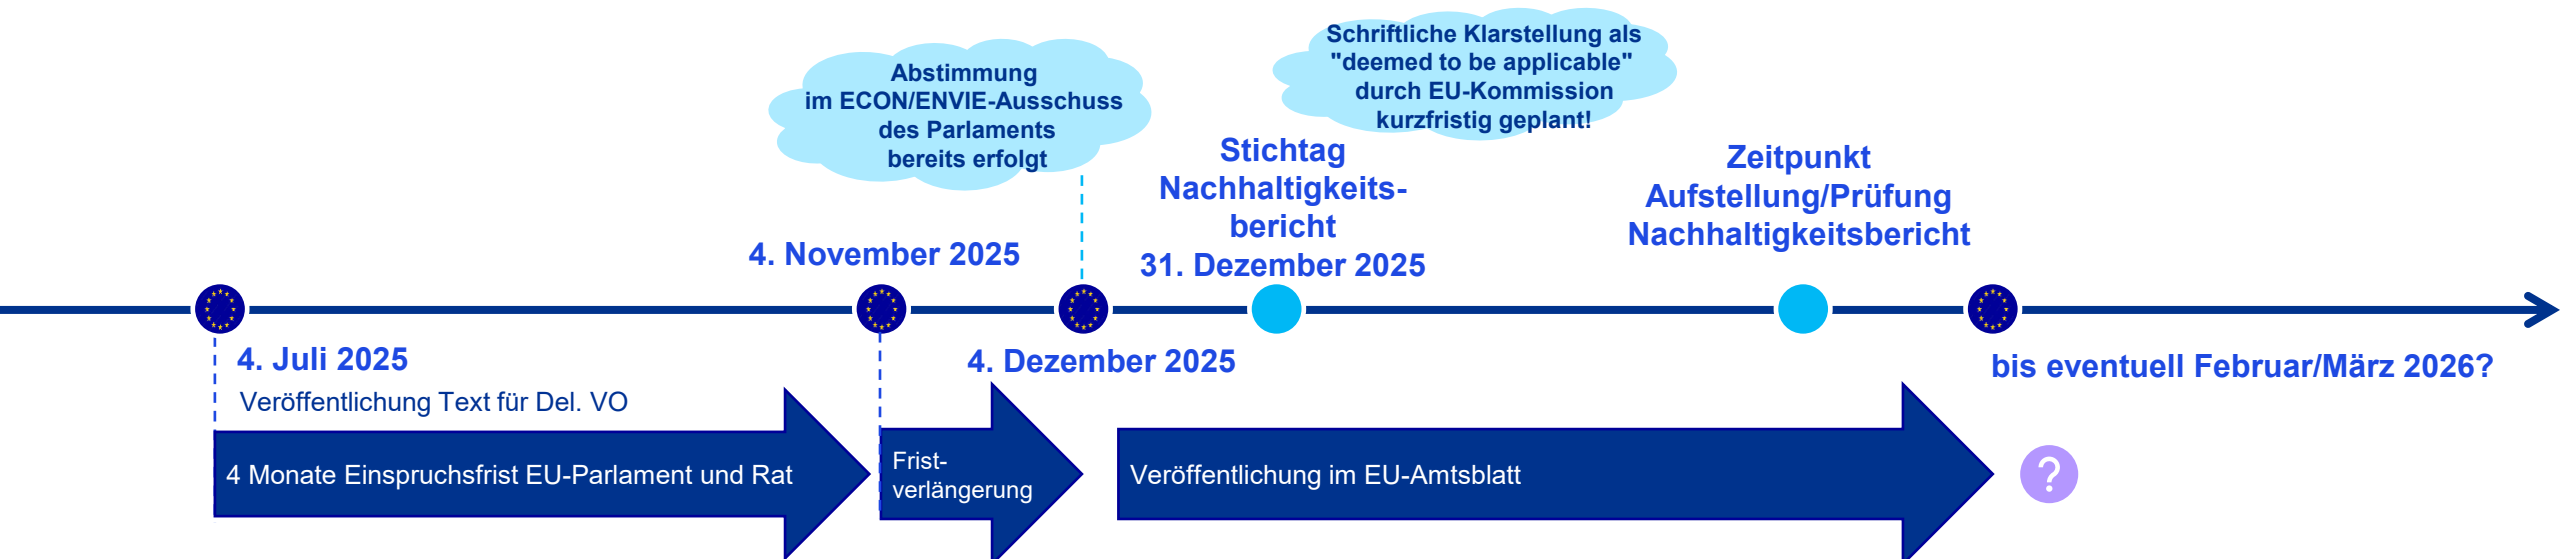 Abstimmung
im ECON/ENVIE-Ausschuss
des Parlaments
bereits erfolgt
Schriftliche Klarstellung als
"deemed to be applicable"
durch EU-Kommission
kurzfristig geplant!
4. November 2025
Stichtag
Nachhaltigkeits-
bericht
31. Dezember 2025
Zeitpunkt
Aufstellung/Prüfung
Nachhaltigkeitsbericht
4. Juli 2025
Veröffentlichung Text für Del. VO
4. Dezember 2025
bis eventuell Februar/März 2026?
4 Monate Einspruchsfrist EU-Parlament und Rat
Frist-
verlängerung
Veröffentlichung im EU-Amtsblatt
?